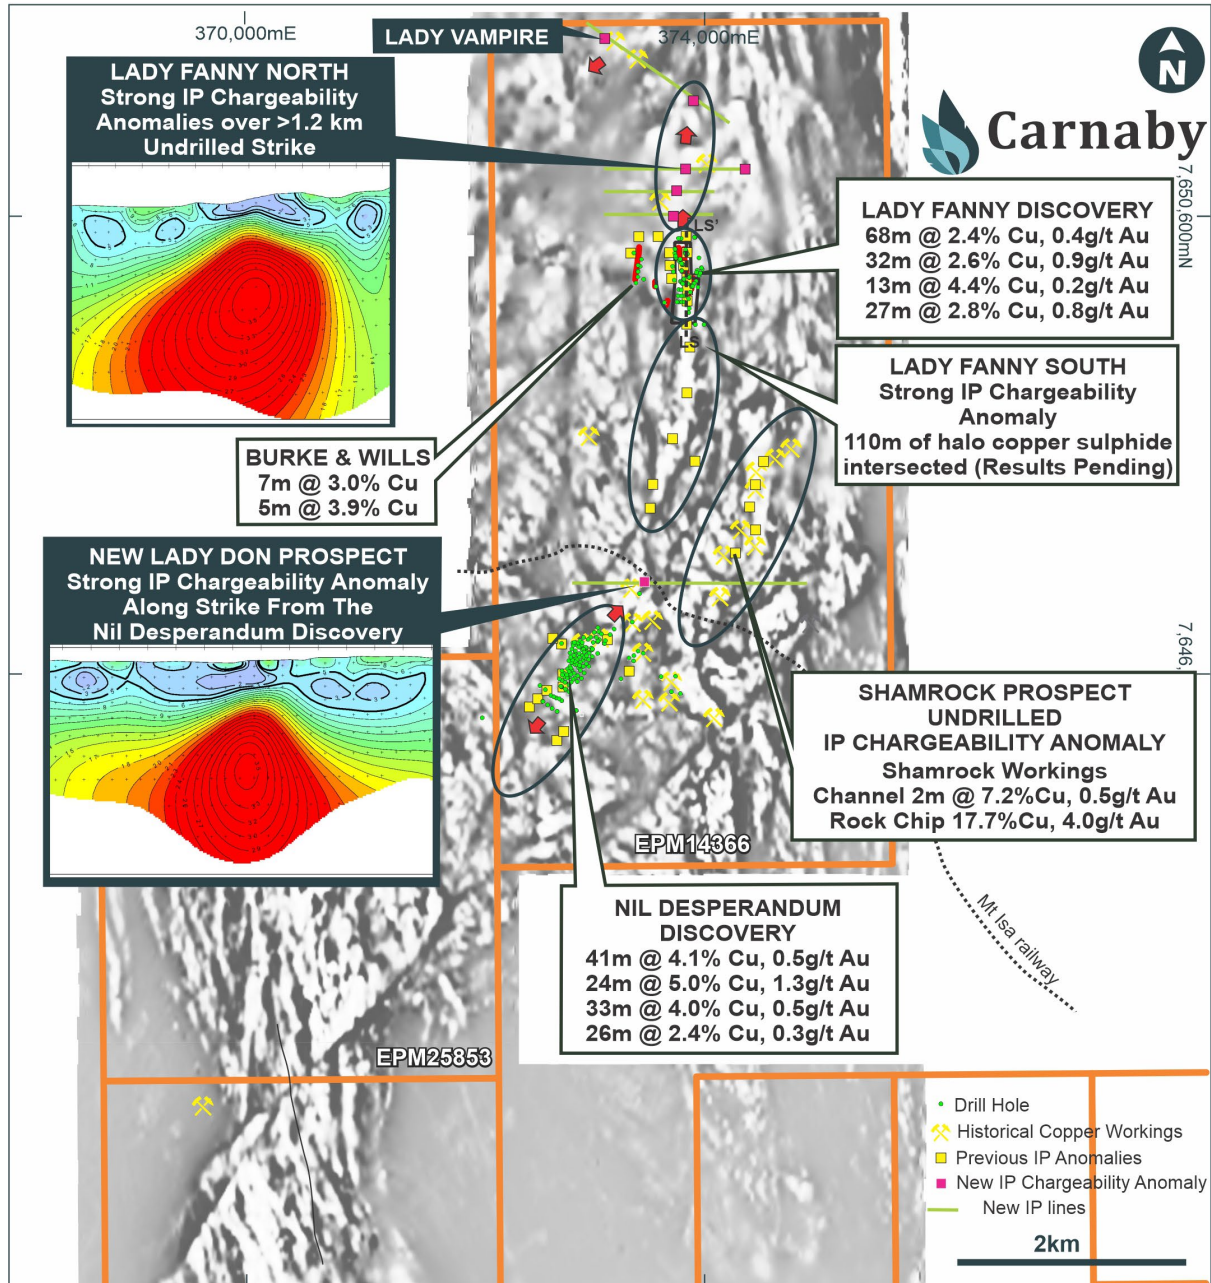 370,000mE
374,000mE
LADY VAMPIRE
N
Carnaby
LADY FANNY NORTH
Strong IP Chargeability
Anomalies over >1.2 km
Undrilled Strike
7,650,600mN
LS'
LADY FANNY DISCOVERY
68m @ 2.4% Cu, 0.4g/t Au
32m @ 2.6% Cu, 0.9g/t Au
13m @ 4.4% Cu, 0.2g/t Au
27m @ 2.8% Cu, 0.8g/t Au
LS
LADY FANNY SOUTH
Strong IP Chargeability
Anomaly
110m of halo copper sulphide
intersected (Results Pending)
BURKE & WILLS
7m @ 3.0% Cu
5m @ 3.9% Cu
NEW LADY DON PROSPECT
Strong IP Chargeability Anomaly
Along Strike From The
Nil Desperandum Discovery
7,646,
SHAMROCK PROSPECT
UNDRILLED
IP CHARGEABILITY ANOMALY
Shamrock Workings
Channel 2m @ 7.2%Cu, 0.5g/t Au
Rock Chip 17.7%Cu, 4.0g/t Au
EPM14366
Mt Isa railway
NIL DESPERANDUM
DISCOVERY
41m @ 4.1% Cu, 0.5g/t Au
24m @ 5.0% Cu, 1.3g/t Au
33m @ 4.0% Cu, 0.5g/t Au
26m @ 2.4% Cu, 0.3g/t Au
EPM25853
Drill Hole
Historical Copper Workings
Previous IP Anomalies
New IP Chargeability Anomaly
New IP lines
2km